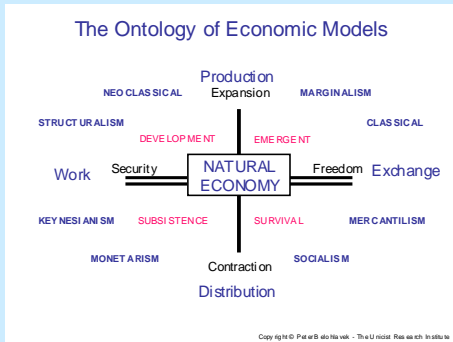 The Ontology of Economic Models
Production
NEOCLASSICAL Expansion MARGINALISM
STRUCTURALISM CLASSICAL
DEVELOPMENT EMERGENT
Work Security NATURAL ECONOMY Freedom Exchange
KEYNESIANISM SUBSISTENCE SURVIVAL MERCANTILISM
MONETARISM Contraction SOCIALISM
Distribution
Copyright © Peter Belohlavek - The Unicist Research Institute